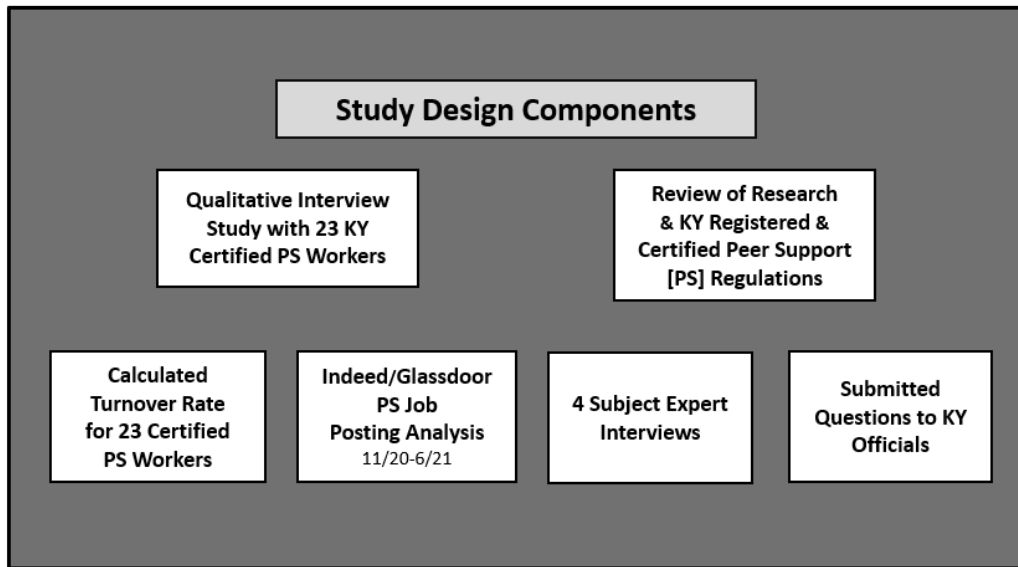 Study Design Components
Qualitative Interview
Study with 23 KY
Certified PS Workers
Review of Research
& KY Registered &
Certified Peer Support
[PS] Regulations
Calculated
Turnover Rate
for 23 Certified
PS Workers
Indeed/Glassdoor
PS Job
Posting Analysis
11/20-6/21
4 Subject Expert
Interviews
Submitted
Questions to KY
Officials